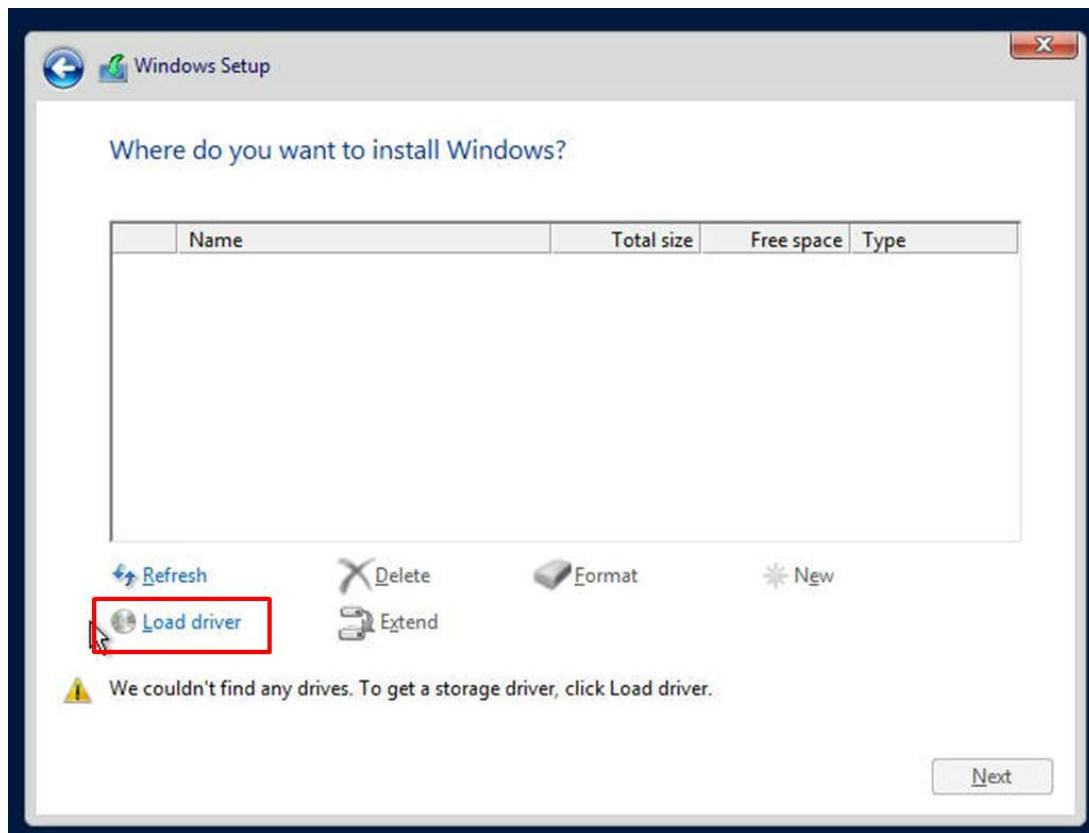 Windows Setup
Where do you want to install Windows?
Name Total size Free space Type
Refresh Delete Format New
Load driver Extend
We couldn't find any drives. To get a storage driver, click Load driver.
Next